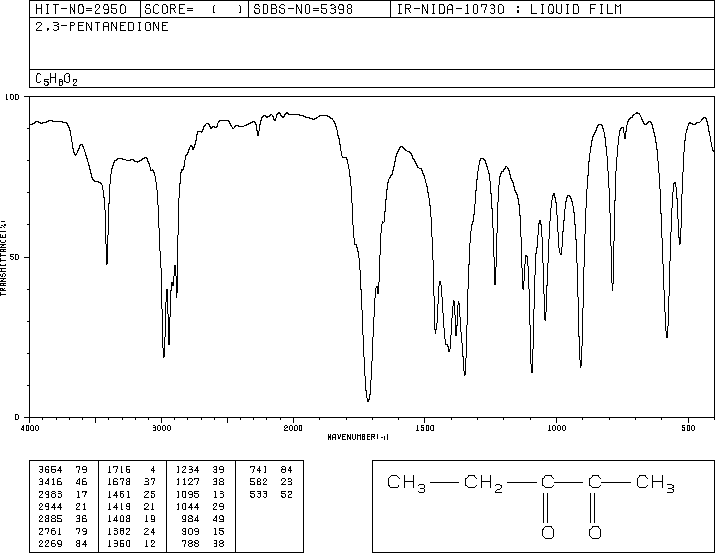 HIT-NO=2950 SCORE= ( ) SDBS-NO=5398 IR-NIDA-10730 : LIQUID FILM
2,3-PENTANEDIONE
C5H8O2
100
50
0
TRANSMITTANCE(%)
4000 3000 2000 1500 1000 500
WAVENUMBER(-1)
3664 79 1716 4 1234 39 741 84
3416 46 1678 37 1127 38 582 23
2983 17 1461 25 1095 13 533 52
2944 21 1419 21 1044 29
2885 36 1408 19 984 49
2761 79 1382 24 909 15
2269 84 1360 12 788 38
CH3 CH2 C C CH3
O O